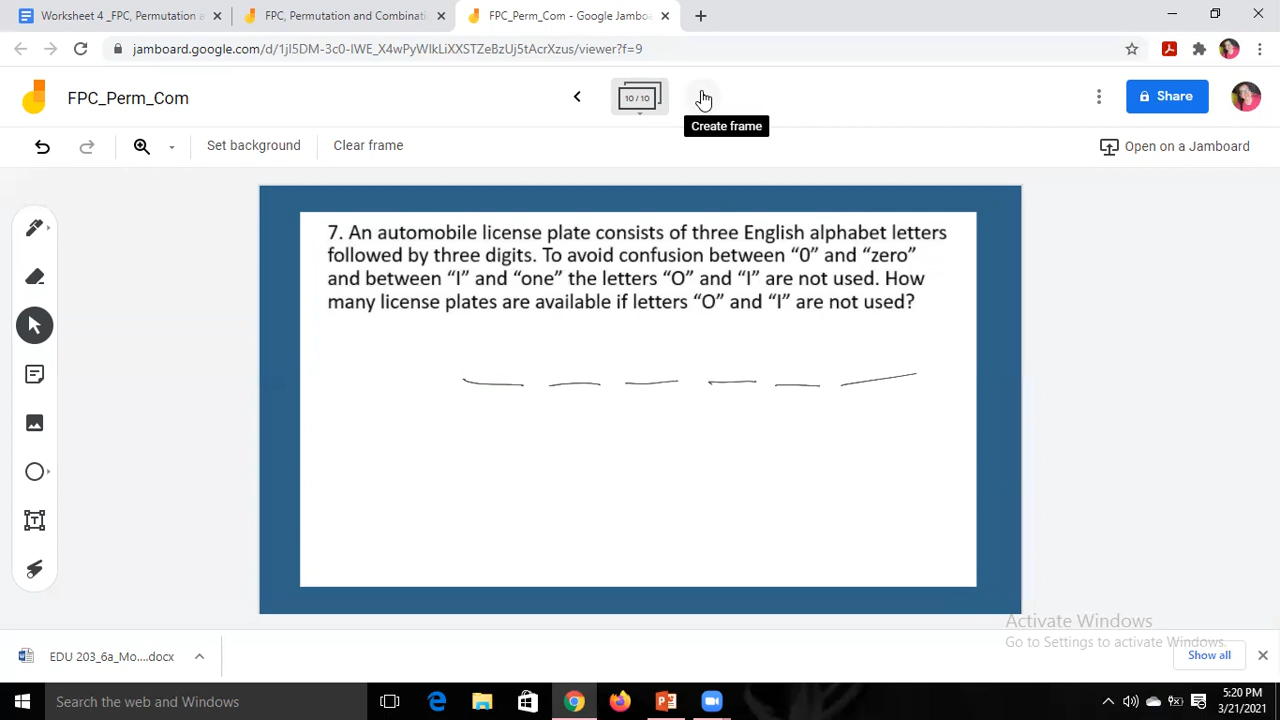 Worksheet 4 _FPC, Permutation a
FPC, Permutation and Combinati
FPC_Perm_Com - Google Jamboa
jamboard.google.com/d/1jI5DM-3c0-IWE_X4wPyWIkLiXXSTZeBzUj5tAcrXzus/viewer?f=9
FPC_Perm_Com
10 / 10
Share
Create frame
Set background
Clear frame
Open on a Jamboard
7. An automobile license plate consists of three English alphabet letters
followed by three digits. To avoid confusion between “0” and “zero”
and between “I” and “one” the letters “O” and “I” are not used. How
many license plates are available if letters “O” and “I” are not used?
Activate Windows
Go to Settings to activate Windows.
EDU 203_6a_Mo....docx
Show all
Search the web and Windows
5:20 PM
3/21/2021